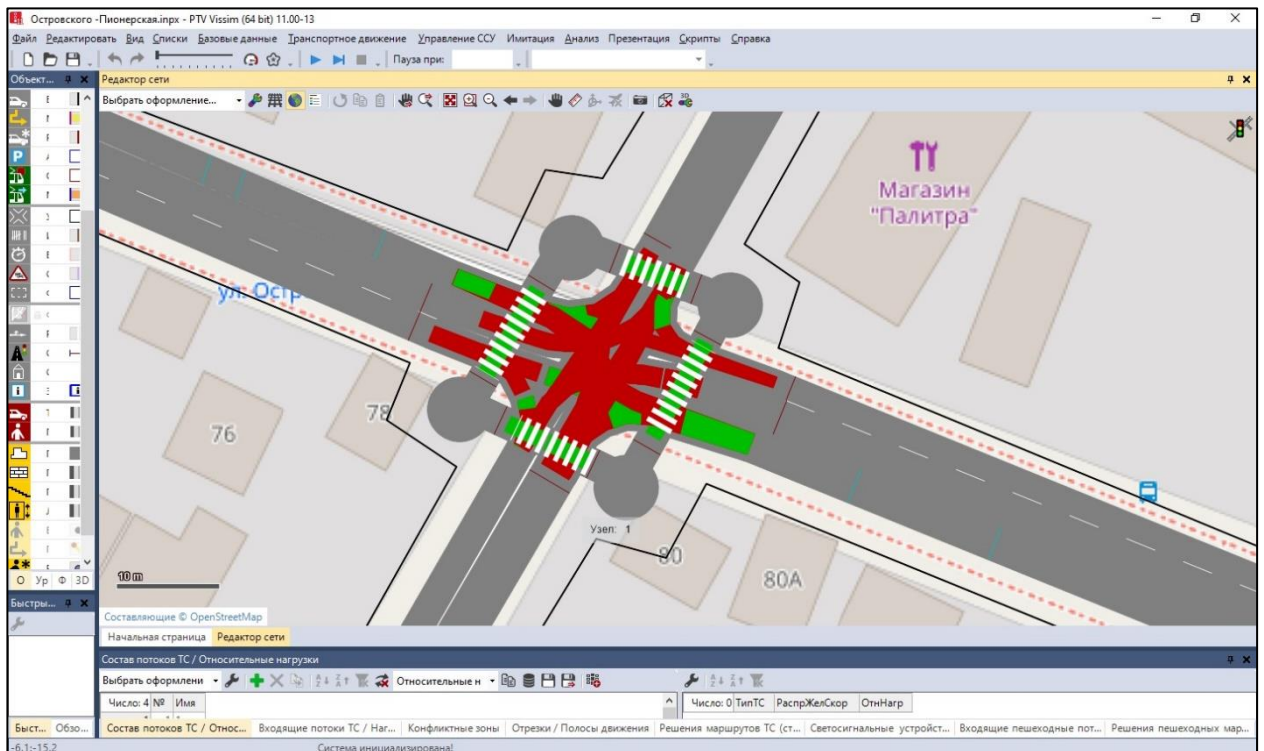 Островского -Пионерская.inpx - PTV Vissim (64 bit) 11.00-13
Файл Редактировать Вид Списки Базовые данные Транспортное движение Управление ССУ Имитация Анализ Презентация Скрипты Справка
Пауза при:
Объект...
Редактор сети
Выбрать оформление...
Магазин
"Палитра"
ул. Остр
78
76
Узел: 1
80
80А
10 m
О Ур Ф 3D
Быстры...
Составляющие © OpenStreetMap
Начальная страница Редактор сети
Состав потоков ТС / Относительные нагрузки
Выбрать оформлени
Относительные н
Число: 4 № Имя
Число: 0 ТипТС РаспрЖелСкор ОтнНагр
Быст... Обзо...
Состав потоков ТС / Относ... Входящие потоки ТС / Наг... Конфликтные зоны Отрезки / Полосы движения Решения маршрутов ТС (ст... Светосигнальные устройст... Входящие пешеходные пот... Решения пешеходных мар...
-6.1:-15.2
Система инициализирована!